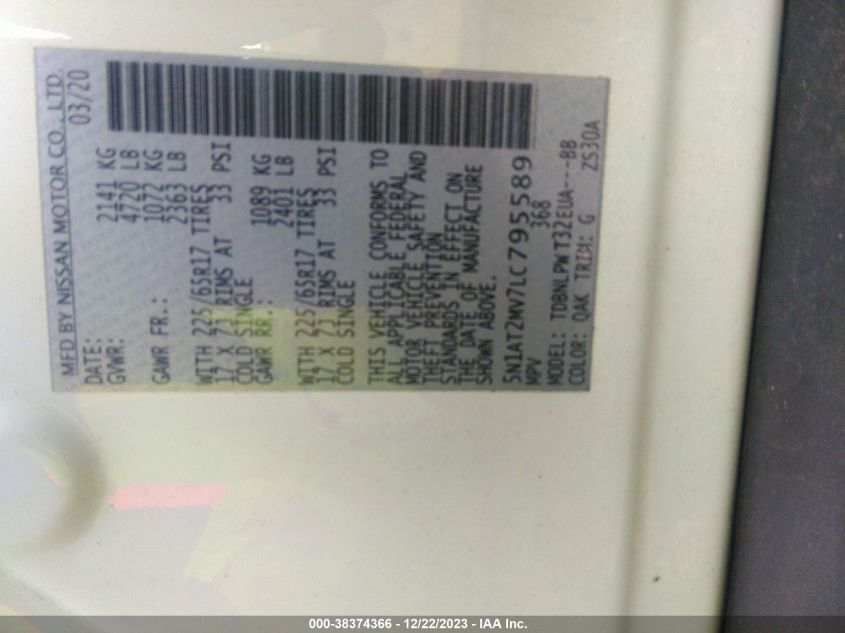 MFD BY NISSAN MOTOR CO., LTD.
DATE: 03/20
GVWR: 2141 KG
4720 LB
GAWR FR.: 1072 KG
2363 LB
WITH 225/65R17 TIRES
17 X 7J RIMS AT 33 PSI
COLD SINGLE
GAWR RR.: 1089 KG
2401 LB
WITH 225/65R17 TIRES
17 X 7J RIMS AT 33 PSI
COLD SINGLE
THIS VEHICLE CONFORMS TO
ALL APPLICABLE FEDERAL
MOTOR VEHICLE SAFETY AND
THEFT PREVENTION
STANDARDS IN EFFECT ON
THE DATE OF MANUFACTURE
SHOWN ABOVE.
5N1AT2MV7LC795589
MPV 368
MODEL: TDBNLPW T32EUA---BB
COLOR: QAK TRIM: G ZS30A
000-38374366 - 12/22/2023 - IAA Inc.